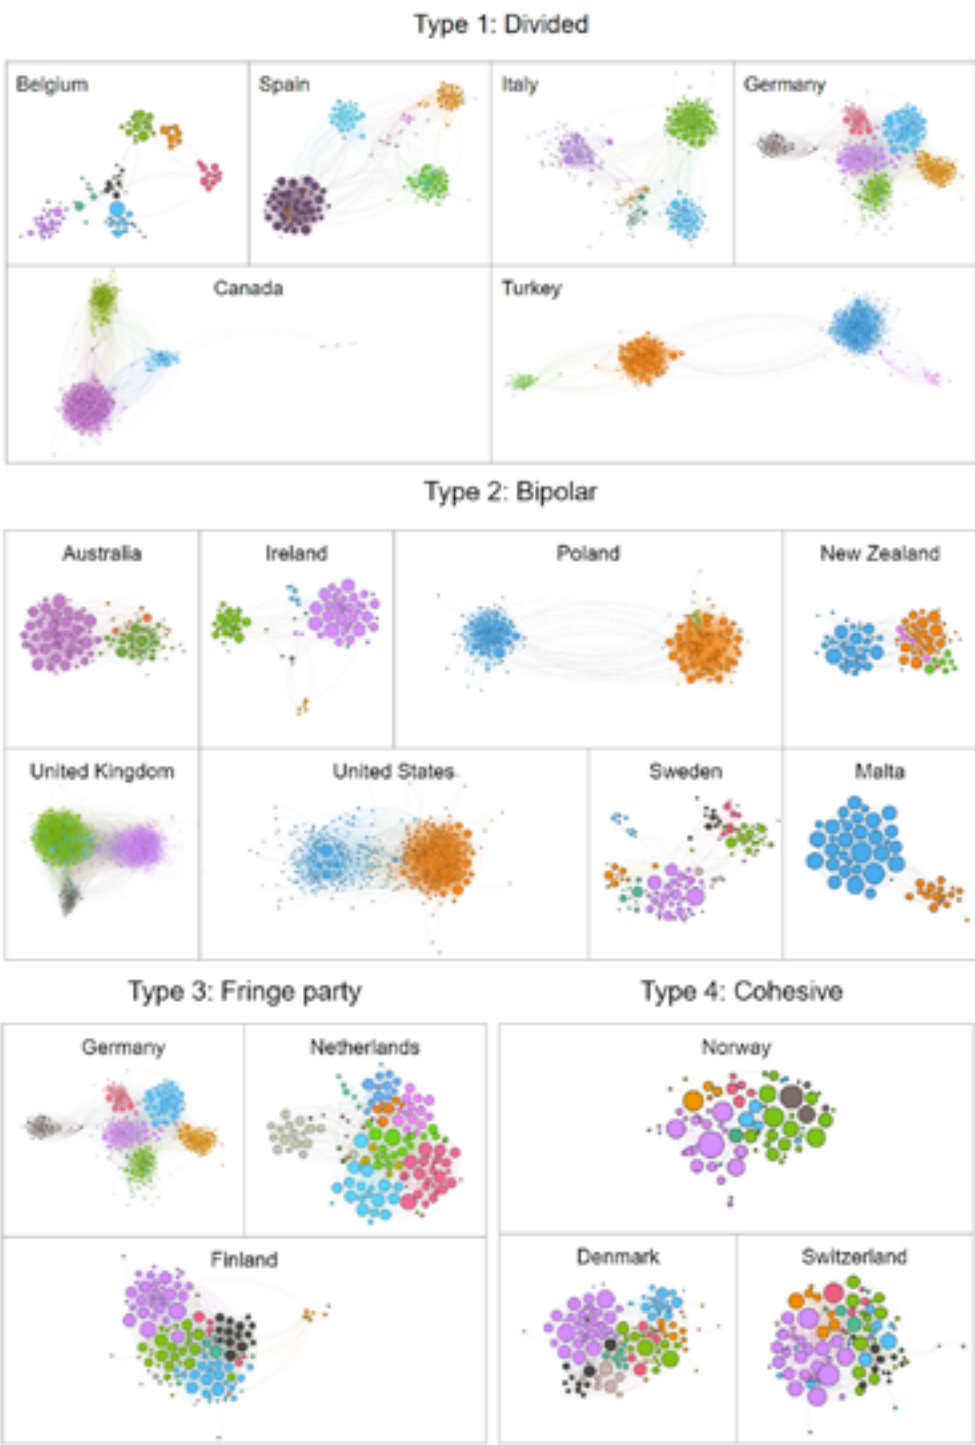 Type 1: Divided
Belgium
Spain
Italy
Germany
Canada
Turkey
Type 2: Bipolar
Australia
Ireland
Poland
New Zealand
United Kingdom
United States
Sweden
Malta
Type 3: Fringe party
Type 4: Cohesive
Germany
Netherlands
Norway
Finland
Denmark
Switzerland